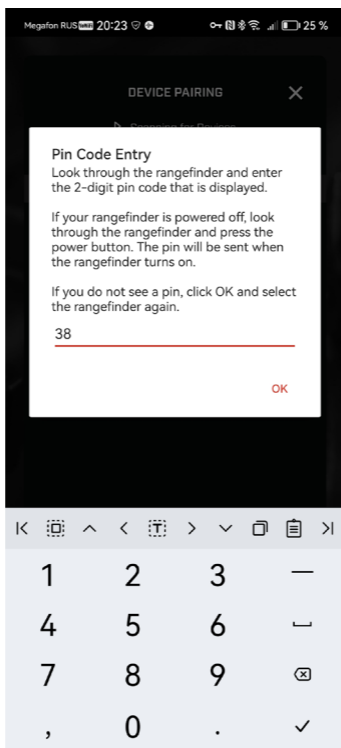 Megafon RUS VoWiFi 20:23 25 %
DEVICE PAIRING
Scanning for Devices
Pin Code Entry
Look through the rangefinder and enter
the 2-digit pin code that is displayed.
If your rangefinder is powered off, look
through the rangefinder and press the
power button. The pin will be sent when
the rangefinder turns on.
If you do not see a pin, click OK and select
the rangefinder again.
38
OK
1 2 3 —
4 5 6
7 8 9
, 0 .